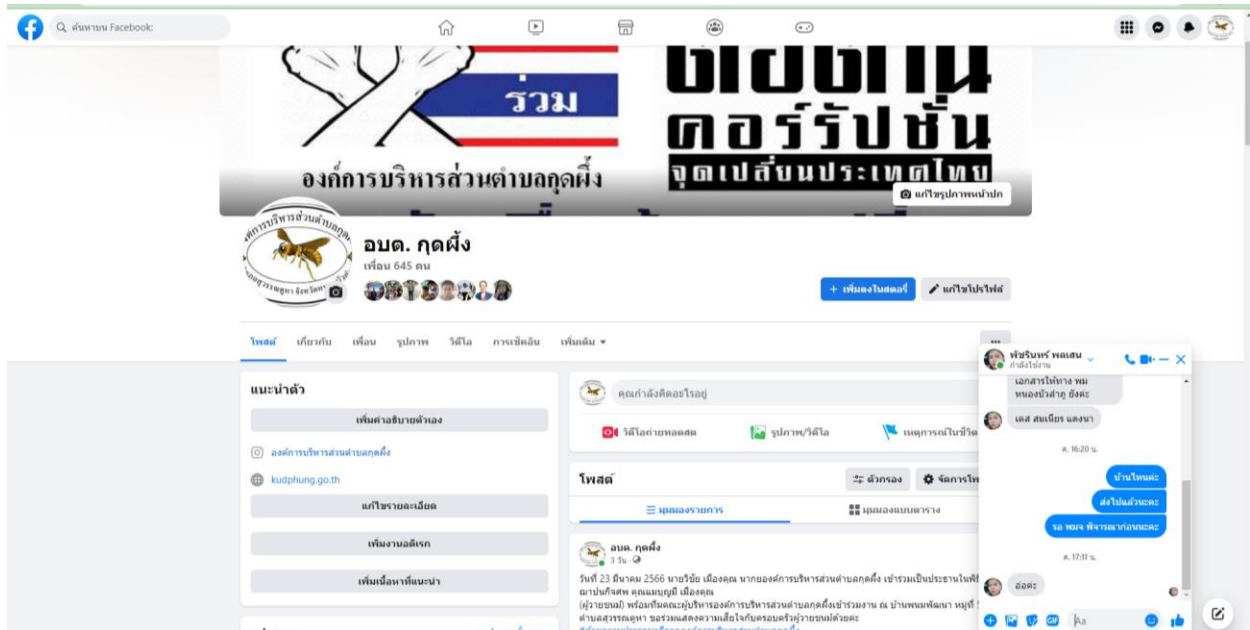 ค้นหาบน Facebook
ร่วม
คอร์รัปชั่น
องค์การบริหารส่วนตำบลกุดผึ้ง
จุดเปลี่ยนประเทศไทย
แก้ไขรูปภาพหน้าปก
อบต. กุดผึ้ง
เพื่อน 645 คน
+ เพิ่มลงในสตอรี่
แก้ไขโปรไฟล์
โพสต์ เกี่ยวกับ เพื่อน รูปภาพ วิดีโอ การเช็คอิน เพิ่มเติม
แนะนำตัว
เพิ่มคำอธิบายตัวเอง
องค์การบริหารส่วนตำบลกุดผึ้ง
kudphung.go.th
แก้ไขรายละเอียด
เพิ่มงานอดิเรก
เพิ่มเนื้อหาที่แนะนำ
คุณกำลังคิดอะไรอยู่
วิดีโอถ่ายทอดสด รูปภาพ/วิดีโอ เหตุการณ์ในชีวิต
โพสต์
ตัวกรอง
จัดการโพ
มุมมองรายการ
มุมมองแบบตาราง
อบต. กุดผึ้ง
3 วัน ·
วันที่ 23 มีนาคม 2566 นายวิชัย เมืองคุณ นายกองค์การบริหารส่วนตำบลกุดผึ้ง เข้าร่วมเป็นประธานในพิธี
ฌาปนกิจศพ คุณแม่บุญมี เมืองคุณ
(ผู้วายชนม์) พร้อมทีมคณะผู้บริหารองค์การบริหารส่วนตำบลกุดผึ้งเข้าร่วมงาน ณ บ้านพนมพัฒนา หมู่ที่
ตำบลสุวรรณคูหา ขอร่วมแสดงความเสียใจกับครอบครัวผู้วายชนม์ด้วยค่ะ
พัชรินทร์ พลเสน
กำลังใช้งาน
เอกสารให้ทาง พม
หนองบัวลำภู ยังค่ะ
เคส สมเนียร แดงนา
ศ. 16:20 น.
บ้านไหนค่ะ
ส่งไปแล้วนะคะ
รอ พมจ พิจารณาก่อนนะคะ
ศ. 17:11 น.
อ๋อค่ะ
GIF
Aa